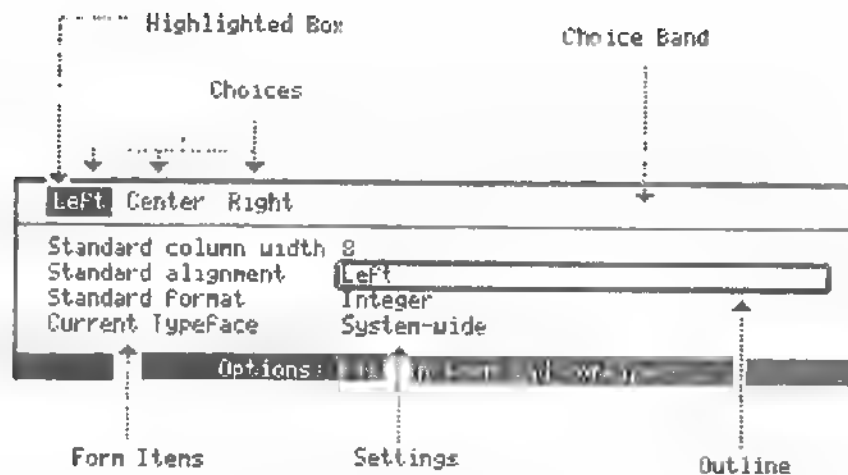 Highlighted Box
Choice Band
Choices
Left Center Right
Standard column width 8
Standard alignment Left
Standard format Integer
Current Typeface System-wide
Options:
Form Items
Settings
Outline